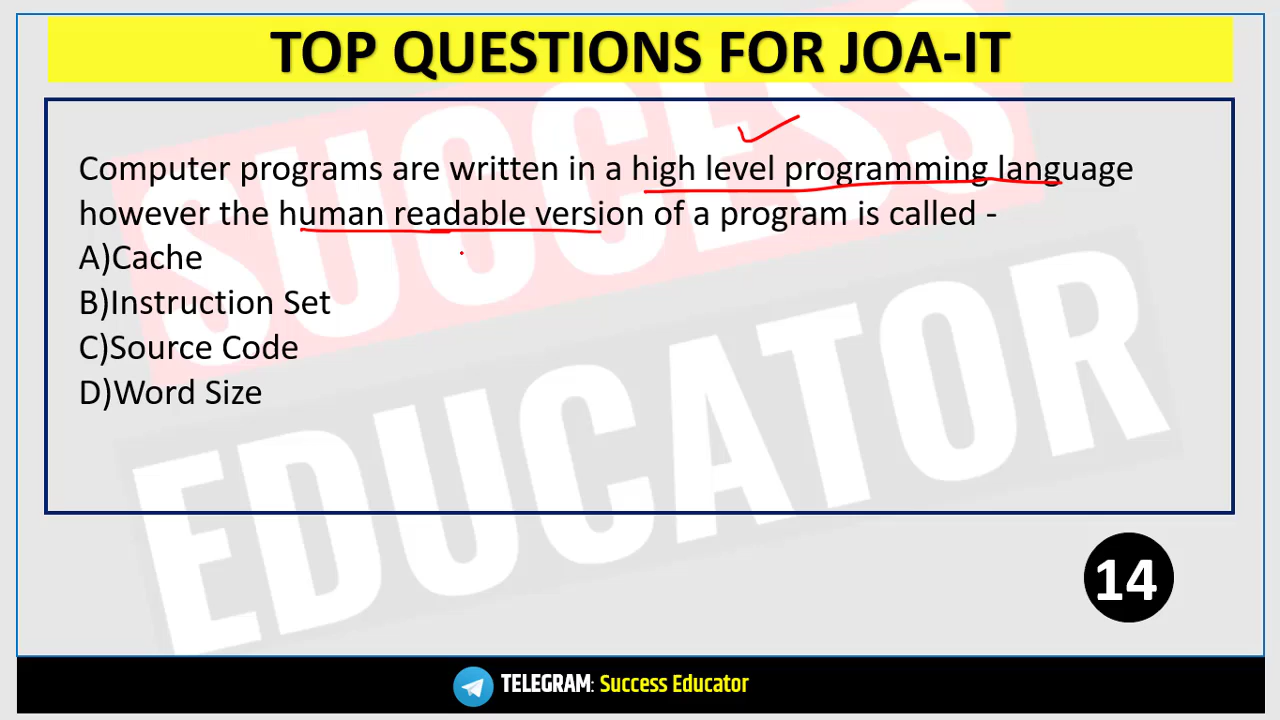 TOP QUESTIONS FOR JOA-IT
SUCCESS
EDUCATOR
Computer programs are written in a high level programming language
however the human readable version of a program is called -
A)Cache
B)Instruction Set
C)Source Code
D)Word Size
14
TELEGRAM: Success Educator